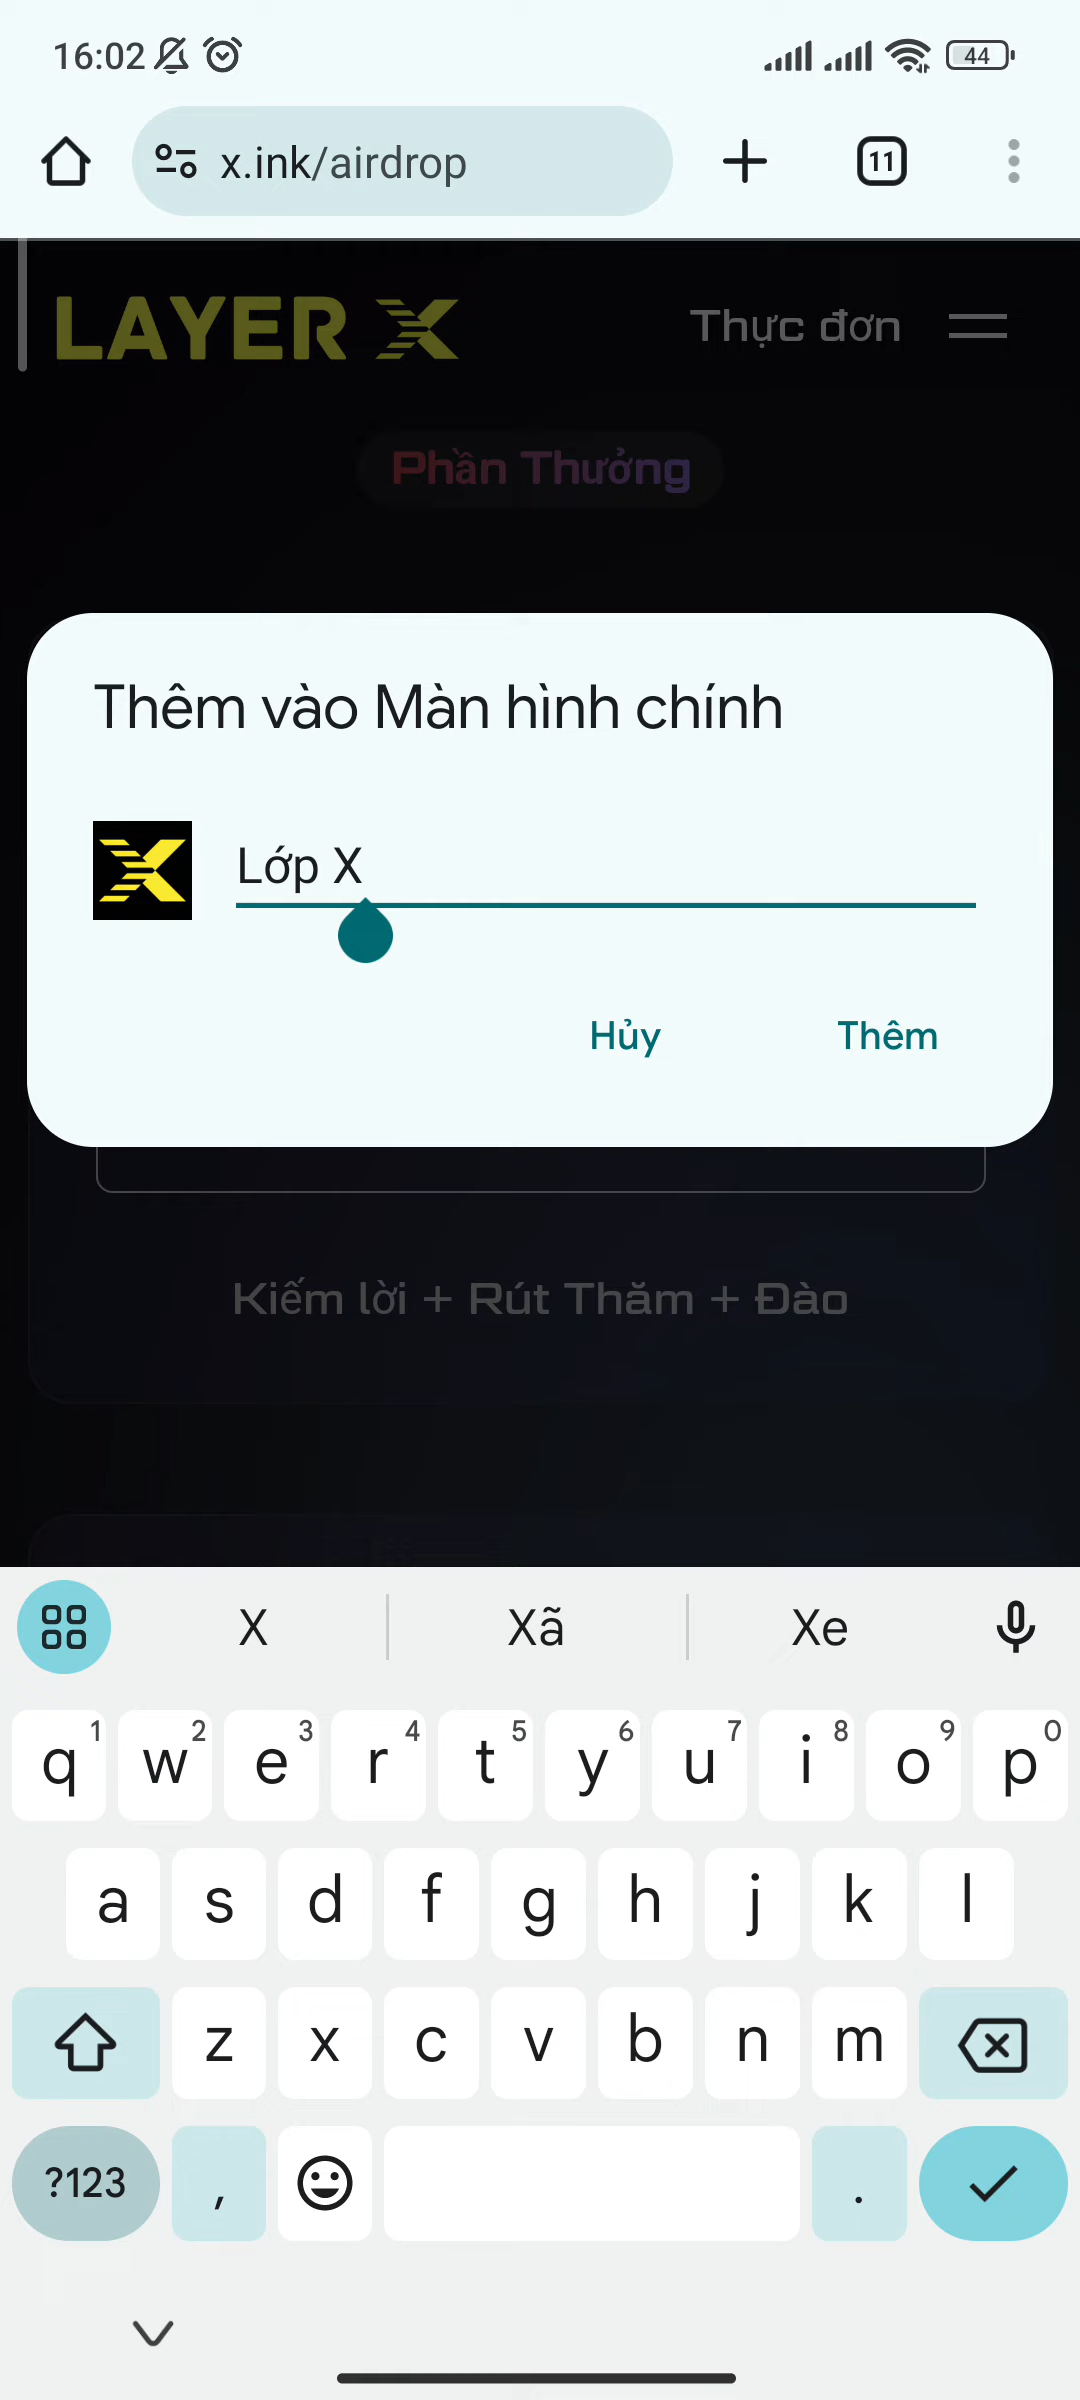 16:02
44
x.ink/airdrop
11
LAYER X
Thực đơn
Phần Thưởng
Thêm vào Màn hình chính
Lớp X
Hủy
Thêm
Kiếm lời + Rút Thăm + Đào
X
Xã
Xe
q 1 w 2 e 3 r 4 t 5 y 6 u 7 i 8 o 9 p 0
a s d f g h j k l
z x c v b n m
?123 , .